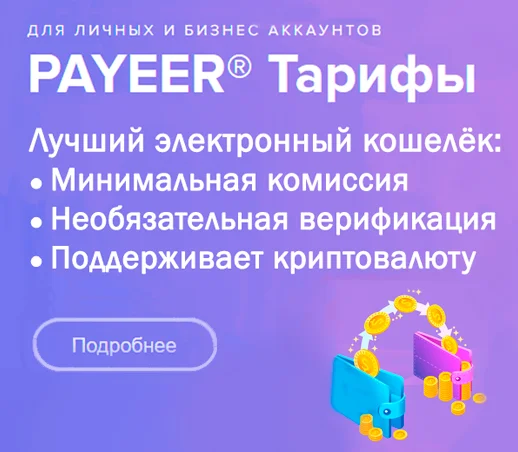 ДЛЯ ЛИЧНЫХ И БИЗНЕС АККАУНТОВ
PAYEER® Тарифы
Лучший электронный кошелёк:
• Минимальная комиссия
• Необязательная верификация
• Поддерживает криптовалюту
Подробнее